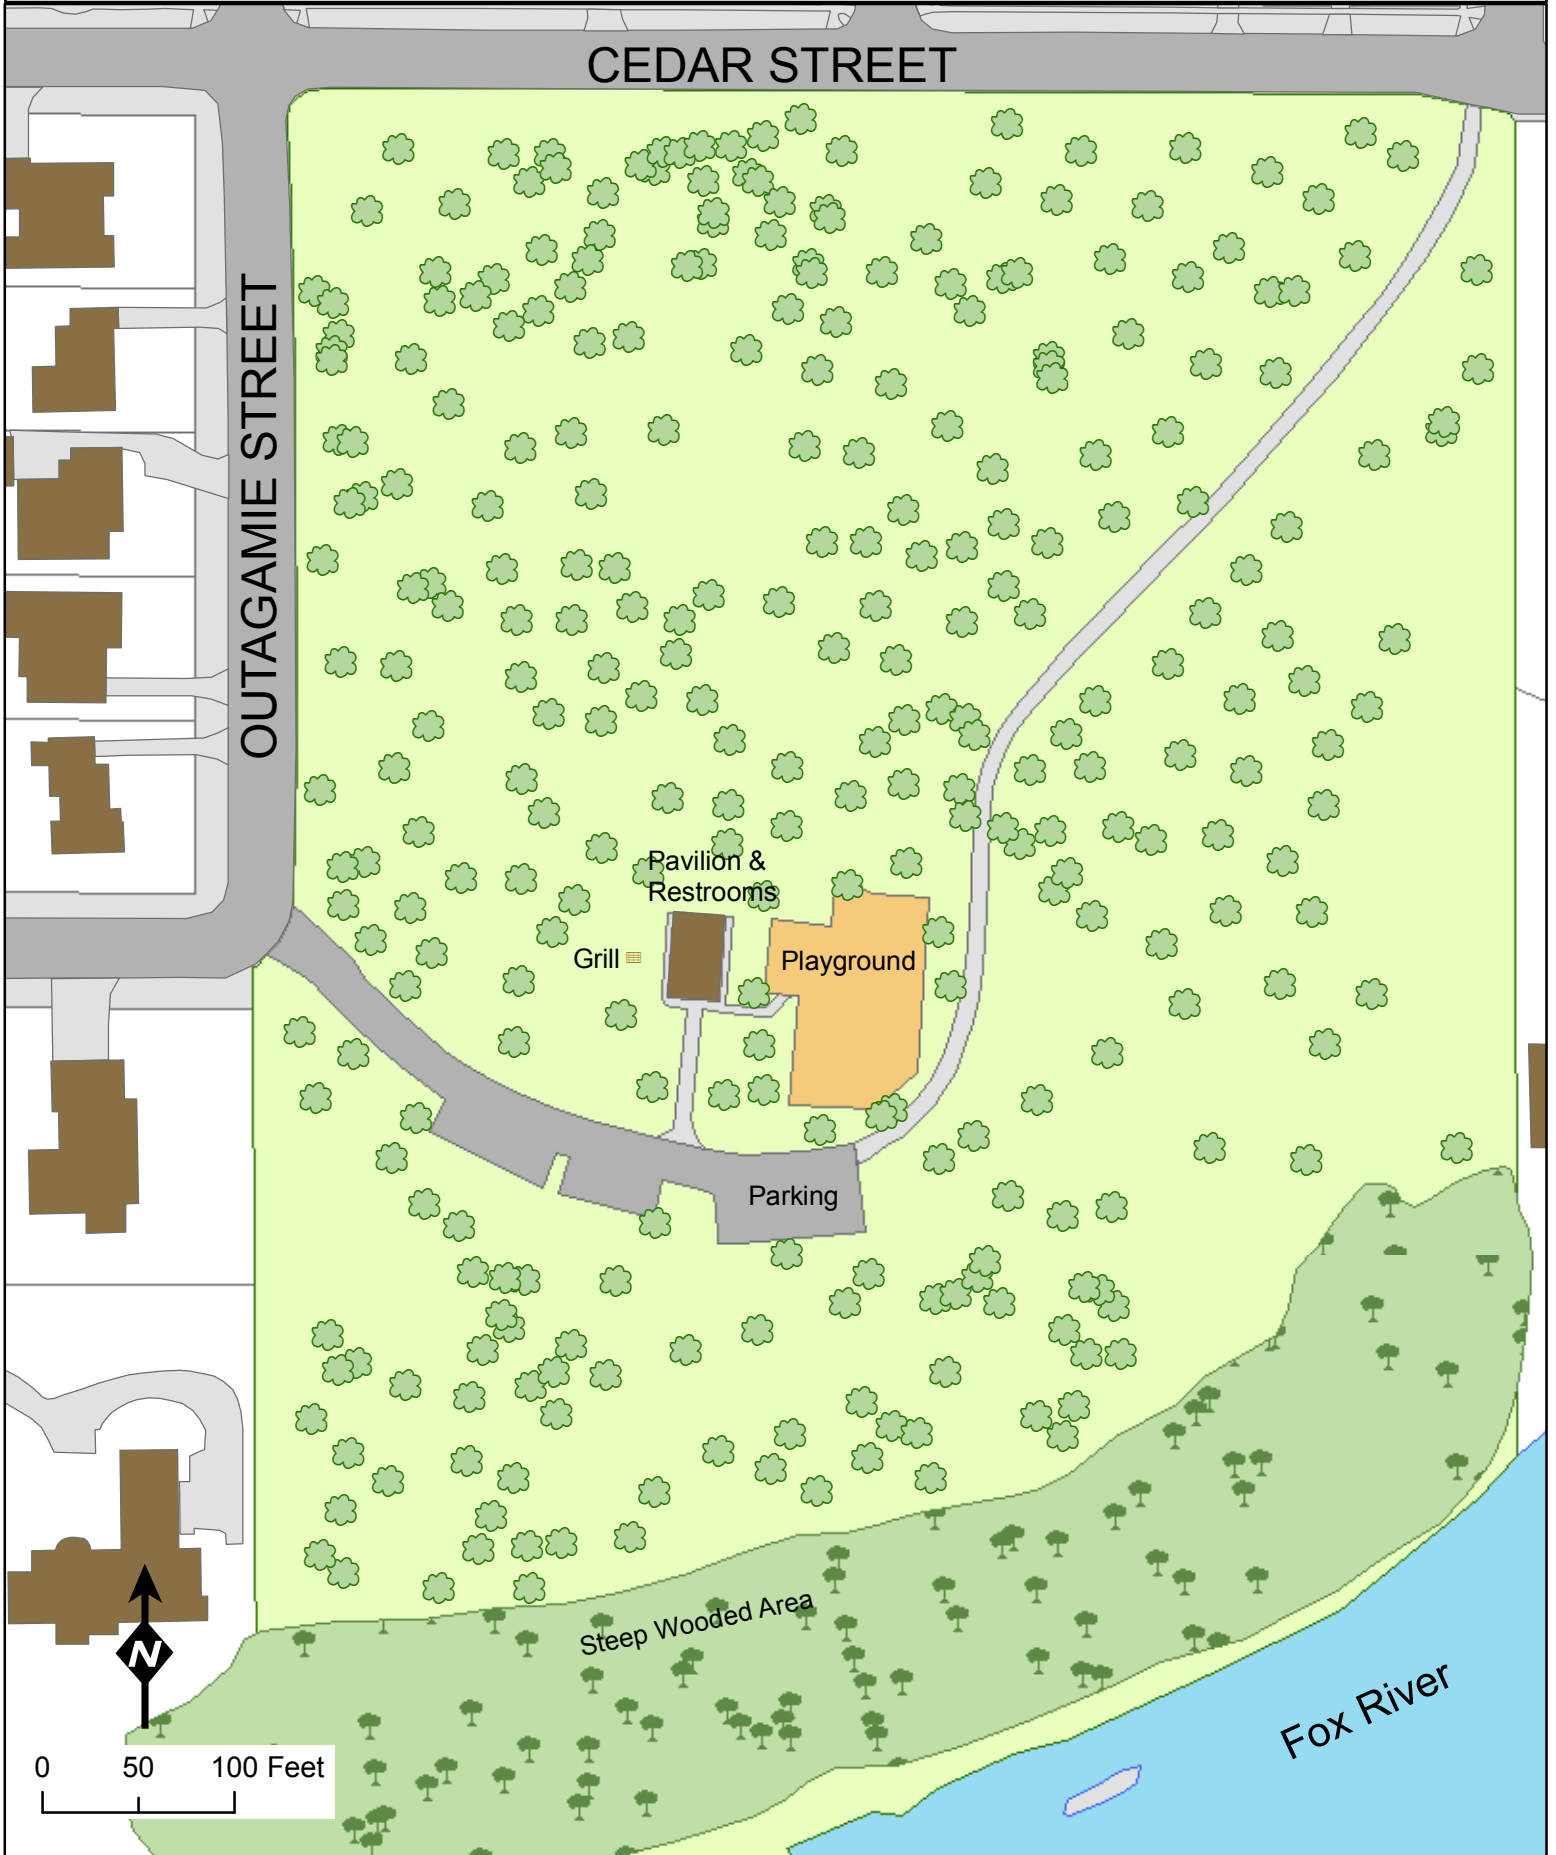 CEDAR STREET
OUTAGAMIE STREET
Pavilion &
Restrooms
Grill
Playground
Parking
Steep Wooded Area
N
Fox River
0 50 100 Feet